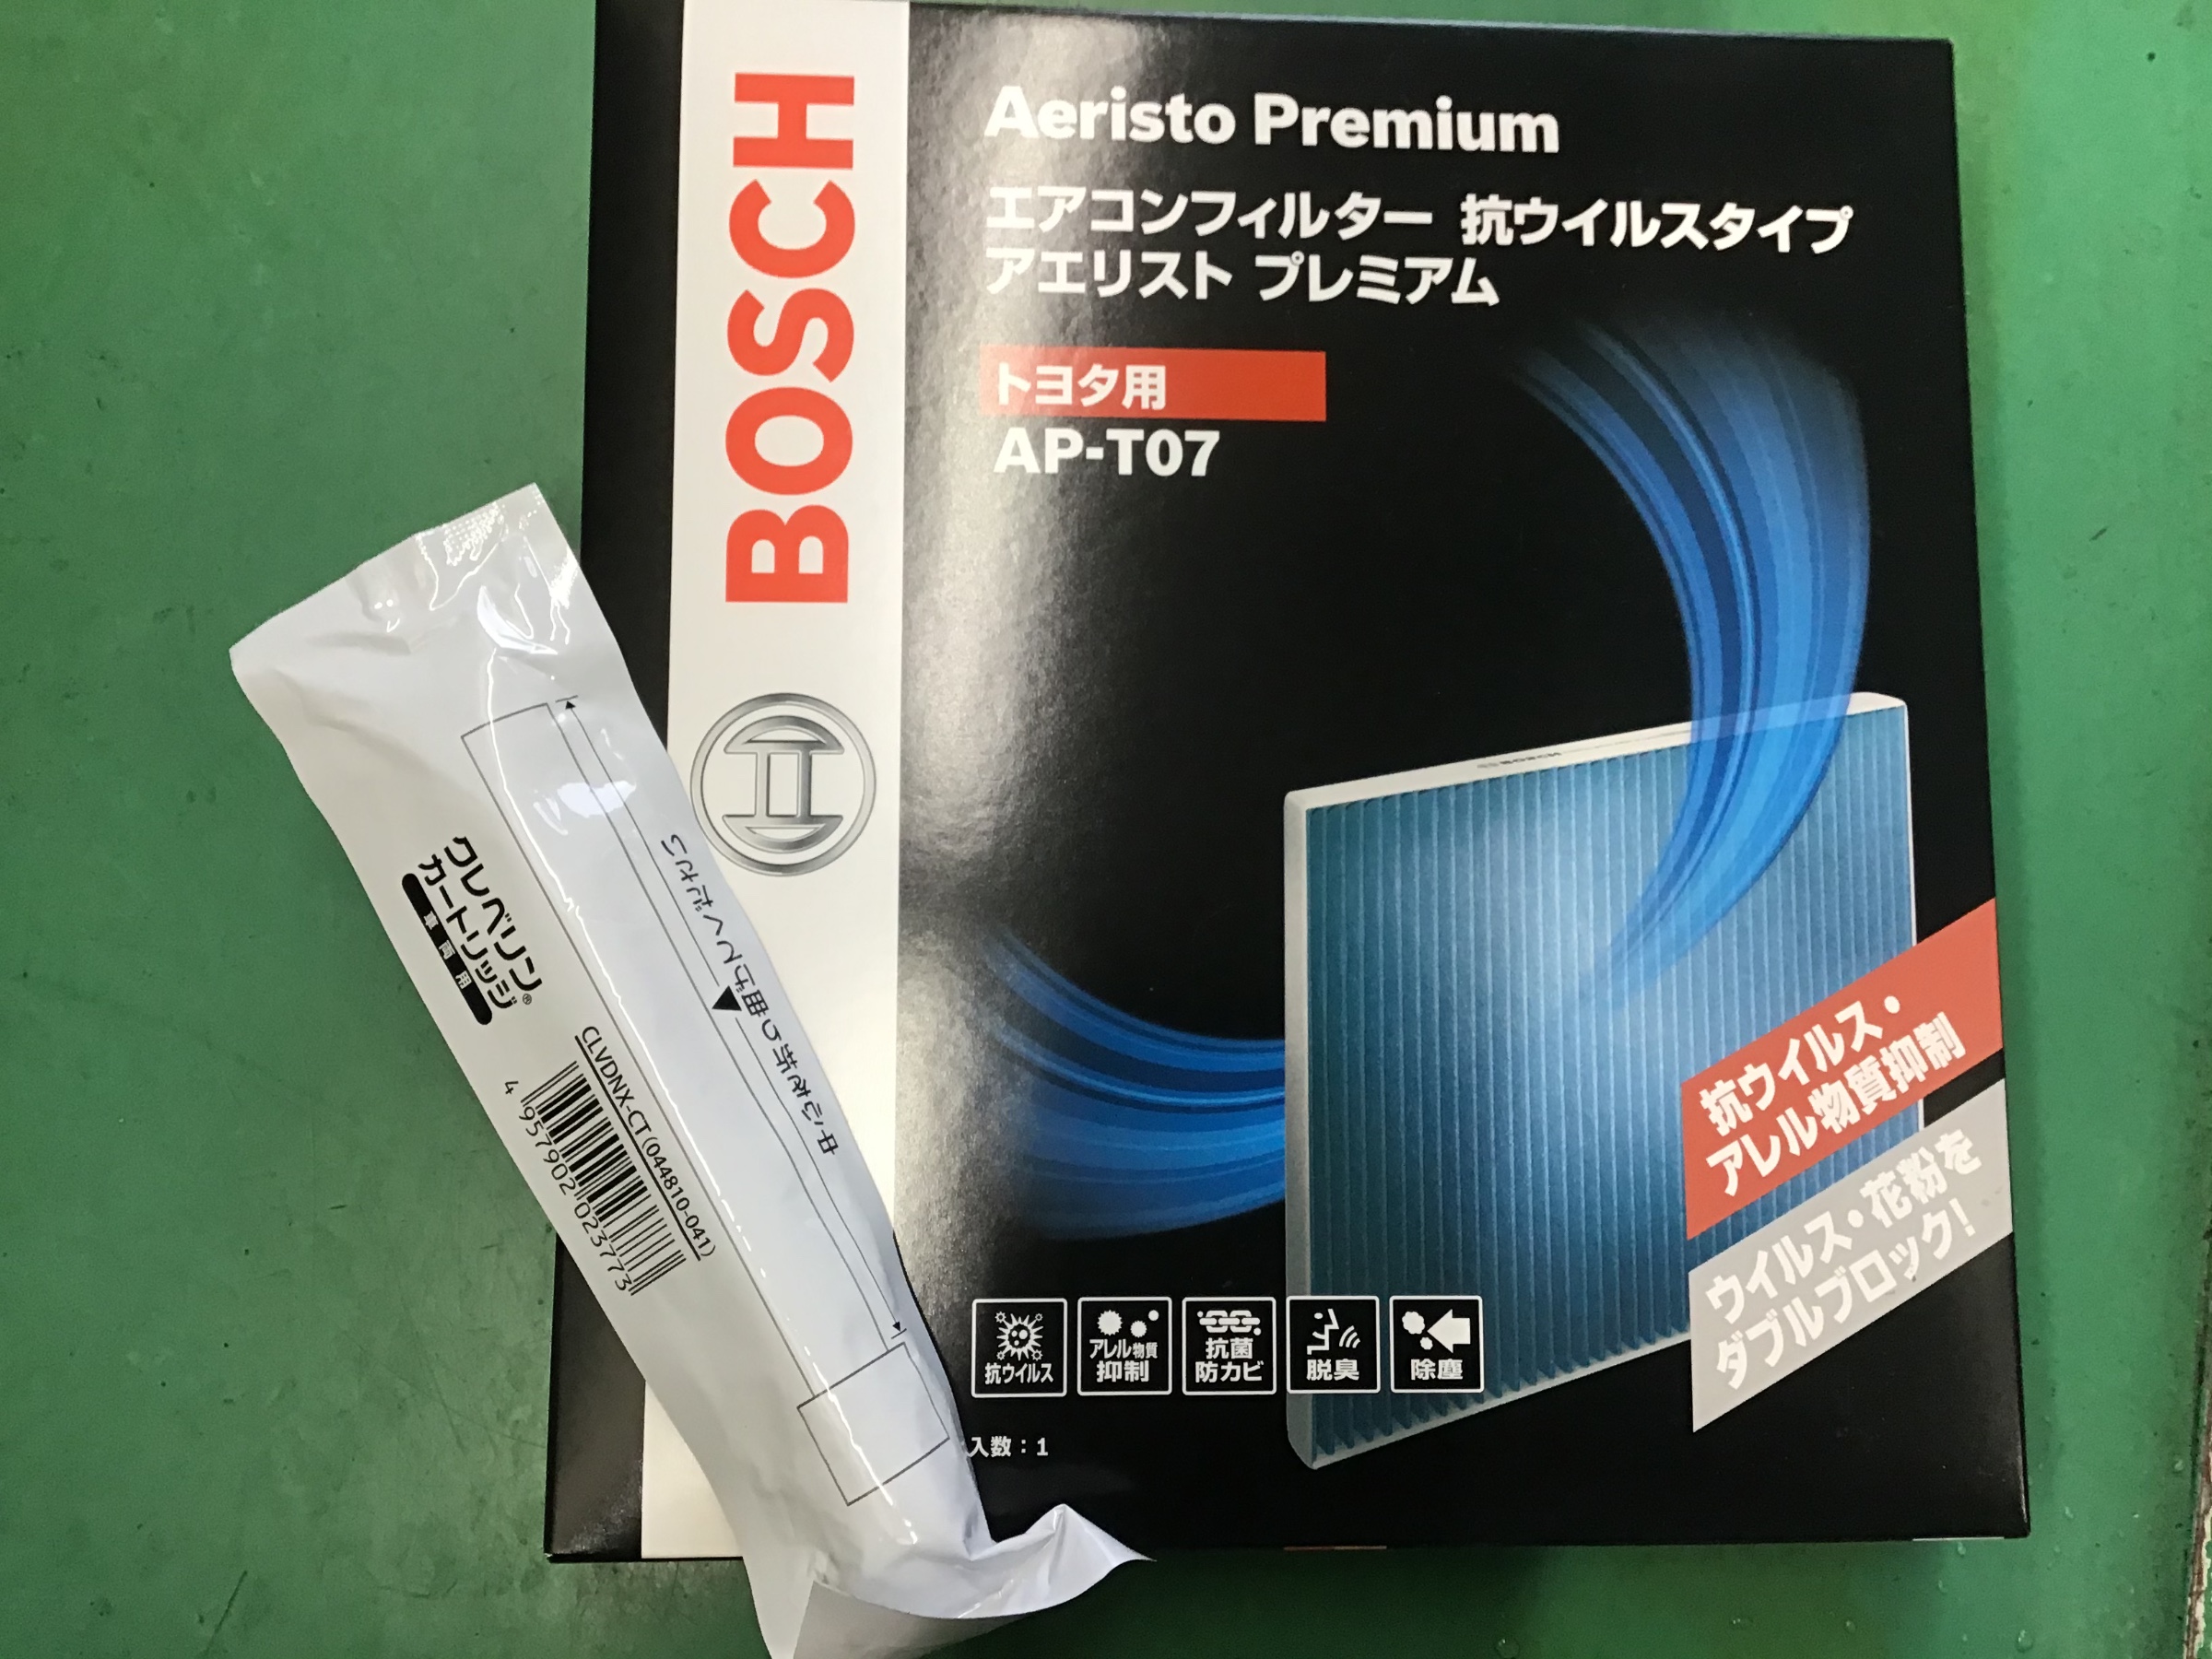 BOSCH
Aeristo Premium
エアコンフィルター 抗ウイルスタイプ
アエリスト プレミアム
トヨタ用
AP-T07
BOSCH
抗ウイルス・
アレル物質抑制
ウイルス・花粉を
ダブルブロック!
抗ウイルス
アレル物質
抑制
抗菌
防カビ
脱臭
除塵
入数:1
クレベリン®
カートリッジ
車両用
CLVDNX-CT(044810-041)
4 957902 023773